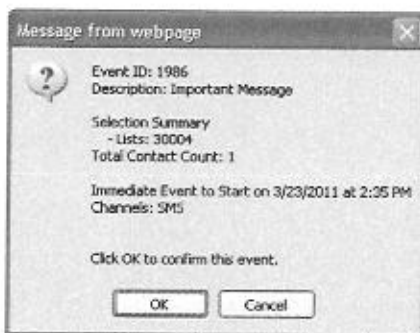 Message from webpage
Event ID: 1986
Description: Important Message
Selection Summary
- Lists: 30004
Total Contact Count: 1
Immediate Event to Start on 3/23/2011 at 2:35 PM
Channels: SMS
Click OK to confirm this event.
OK
Cancel